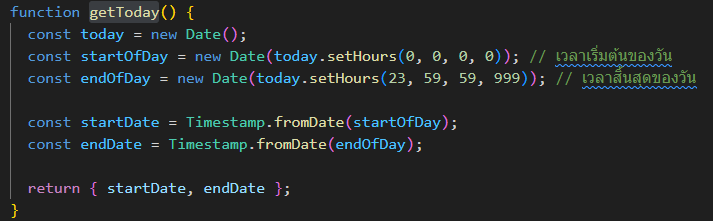 function getToday() {
const today = new Date();
const startOfDay = new Date(today.setHours(0, 0, 0, 0)); // เวลาเริ่มต้นของวัน
const endOfDay = new Date(today.setHours(23, 59, 59, 999)); // เวลาสิ้นสุดของวัน
const startDate = Timestamp.fromDate(startOfDay);
const endDate = Timestamp.fromDate(endOfDay);
return { startDate, endDate };
}